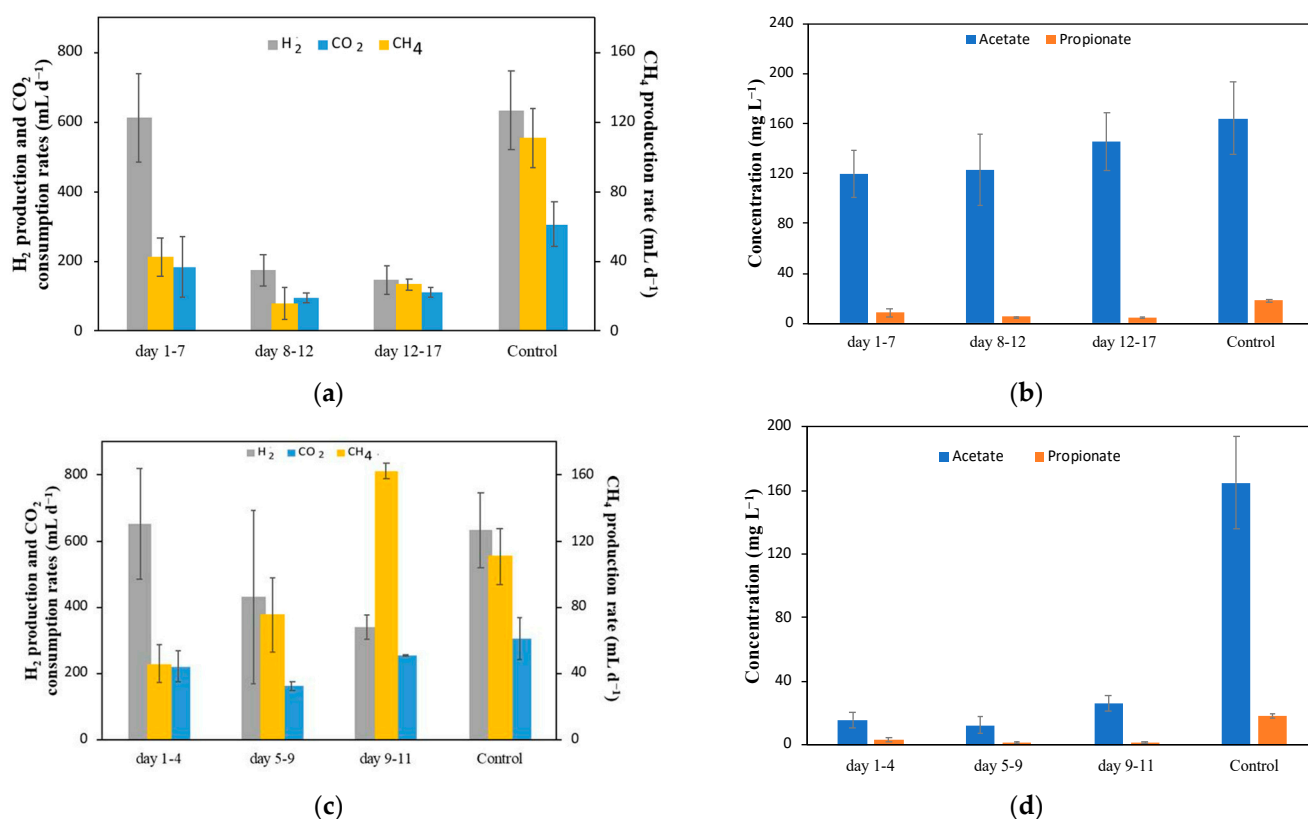 H₂ CO₂ CH₄
H₂ production and CO₂
consumption rates (mL d⁻¹)
800
600
400
200
0
CH₄ production rate (mL d⁻¹)
160
120
80
40
0
day 1-7 day 8-12 day 12-17 Control
(a)
Acetate Propionate
Concentration (mg L⁻¹)
240
200
160
120
80
40
0
day 1-7 day 8-12 day 12-17 Control
(b)
H₂ CO₂ CH₄
H₂ production and CO₂
consumption rates (mL d⁻¹)
800
600
400
200
0
CH₄ production rate (mL d⁻¹)
160
120
80
40
0
day 1-4 day 5-9 day 9-11 Control
(c)
Acetate Propionate
Concentration (mg L⁻¹)
200
160
120
80
40
0
day 1-4 day 5-9 day 9-11 Control
(d)